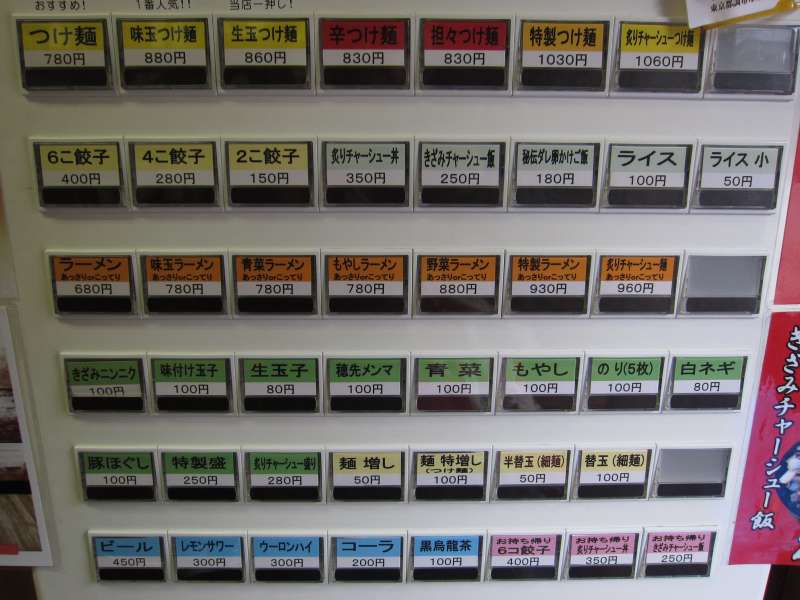 おすすめ!
1番人気!!
当店一押し!
つけ麺
780円
味玉つけ麺
880円
生玉つけ麺
860円
辛つけ麺
830円
担々つけ麺
830円
特製つけ麺
1030円
炙りチャーシューつけ麺
1060円
6こ餃子
400円
4こ餃子
280円
2こ餃子
150円
炙りチャーシュー丼
350円
きざみチャーシュー飯
250円
秘伝ダレ卵かけご飯
180円
ライス
100円
ライス 小
50円
ラーメン
あっさりorこってり
680円
味玉ラーメン
あっさりorこってり
780円
青菜ラーメン
あっさりorこってり
780円
もやしラーメン
あっさりorこってり
780円
野菜ラーメン
あっさりorこってり
880円
特製ラーメン
あっさりorこってり
930円
炙りチャーシュー麺
あっさりorこってり
960円
きざみニンニク
100円
味付け玉子
100円
生玉子
80円
穂先メンマ
100円
青菜
100円
もやし
100円
のり(5枚)
100円
白ネギ
80円
豚ほぐし
100円
特製盛
250円
炙りチャーシュー盛り
280円
麺 増し
50円
麺 特増し
(つけ麺)
100円
半替玉(細麺)
50円
替玉(細麺)
100円
ビール
450円
レモンサワー
300円
ウーロンハイ
300円
コーラ
200円
黒烏龍茶
100円
お持ち帰り
6コ餃子
400円
お持ち帰り
炙りチャーシュー丼
350円
お持ち帰り
きざみチャーシュー飯
250円
きざみチャーシュー飯